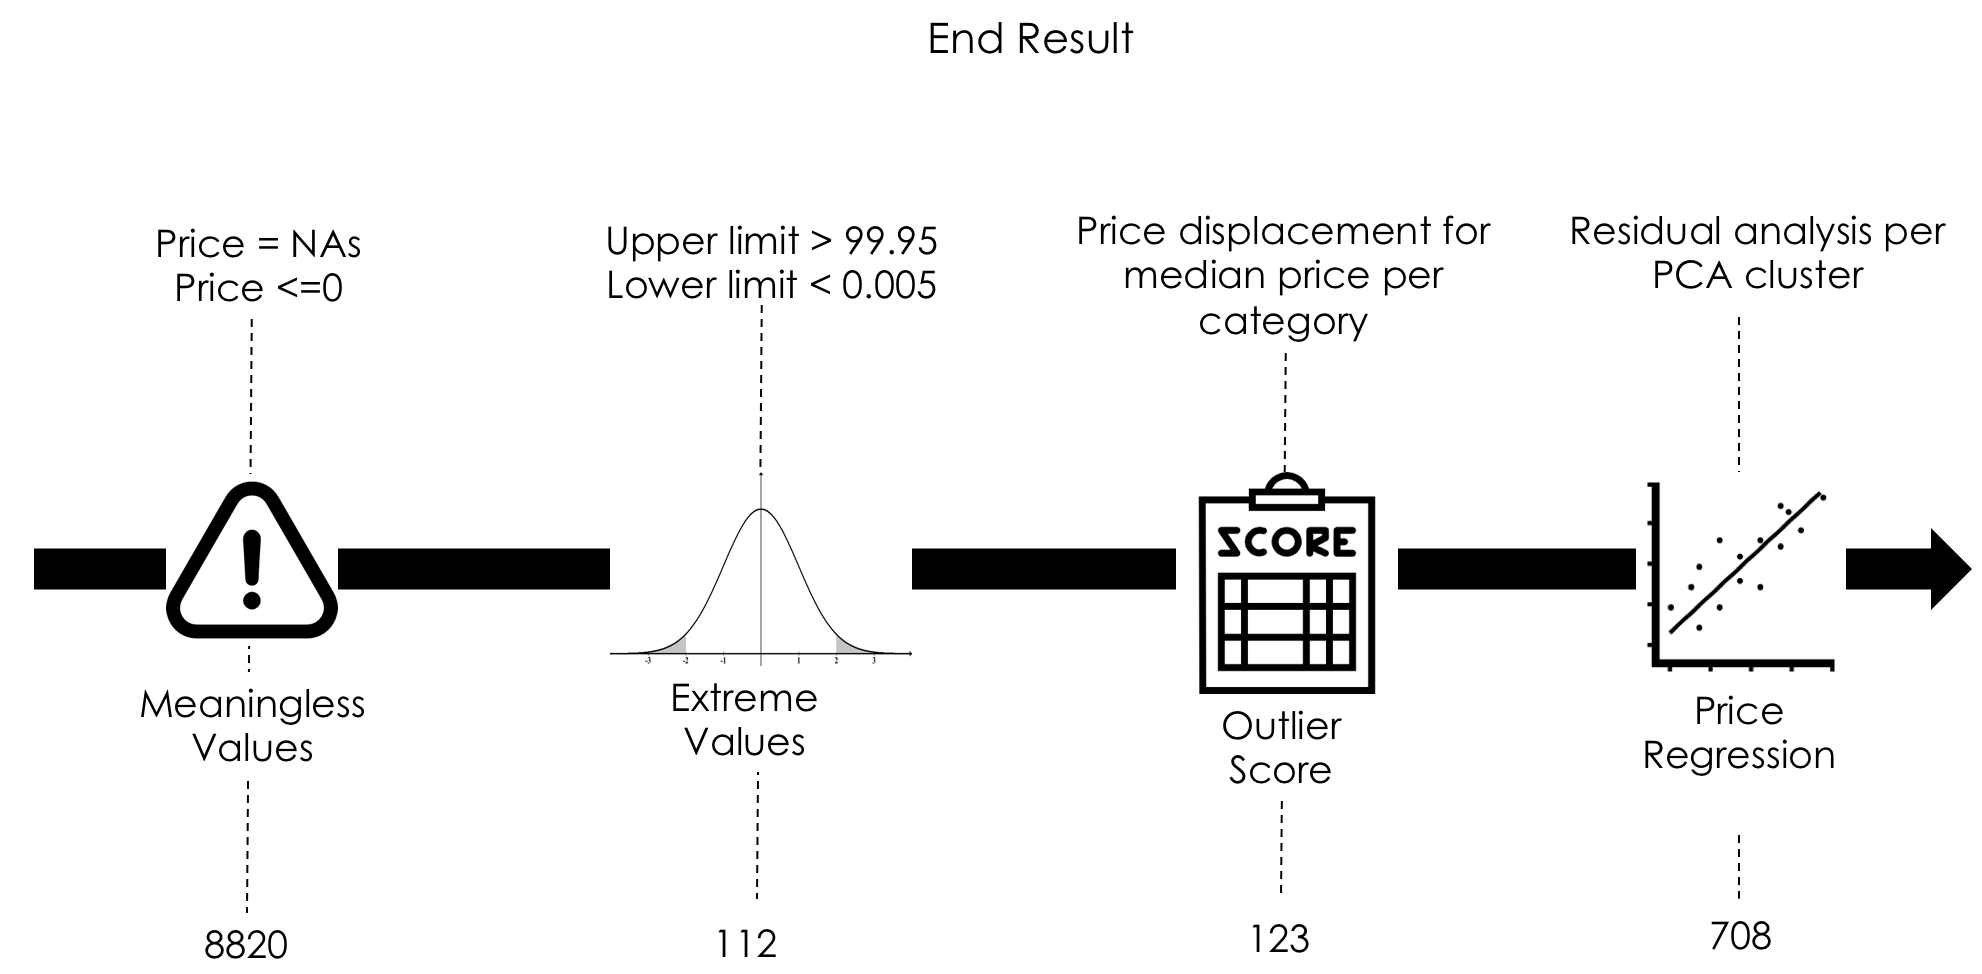 End Result
Price = NAs
Price <=0
Upper limit > 99.95
Lower limit < 0.005
Price displacement for
median price per
category
Residual analysis per
PCA cluster
SCORE
-3 -2 -1 1 2 3
Meaningless
Values
Extreme
Values
Outlier
Score
Price
Regression
8820
112
123
708